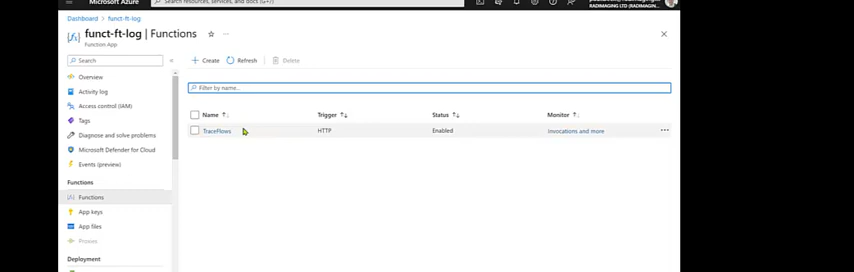 Microsoft Azure
Search resources, services, and docs (G+/)
RADIMAGING LTD (RADIMAGIN...
Dashboard > funct-ft-log
funct-ft-log | Functions
Function App
Search
Create Refresh Delete
Overview
Activity log
Access control (IAM)
Tags
Diagnose and solve problems
Microsoft Defender for Cloud
Events (preview)
Functions
Functions
App keys
App files
Proxies
Deployment
Filter by name...
Name Trigger Status Monitor
TraceFlows HTTP Enabled Invocations and more